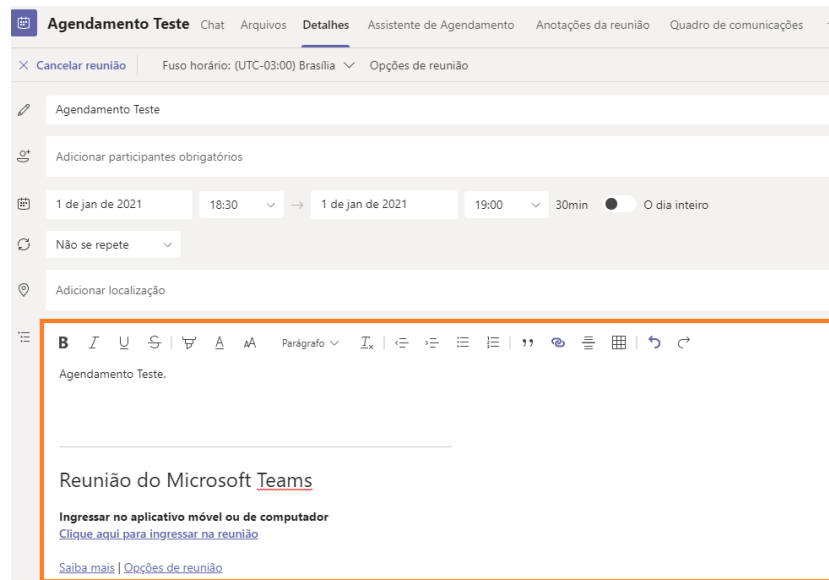 Agendamento Teste Chat Arquivos Detalhes Assistente de Agendamento Anotações da reunião Quadro de comunicações
Cancelar reunião Fuso horário: (UTC-03:00) Brasília Opções de reunião
Agendamento Teste
Adicionar participantes obrigatórios
1 de jan de 2021 18:30 → 1 de jan de 2021 19:00 30min O dia inteiro
Não se repete
Adicionar localização
B I U S A AA Parágrafo Tx
Agendamento Teste.
Reunião do Microsoft Teams
Ingressar no aplicativo móvel ou de computador
Clique aqui para ingressar na reunião
Saiba mais | Opções de reunião